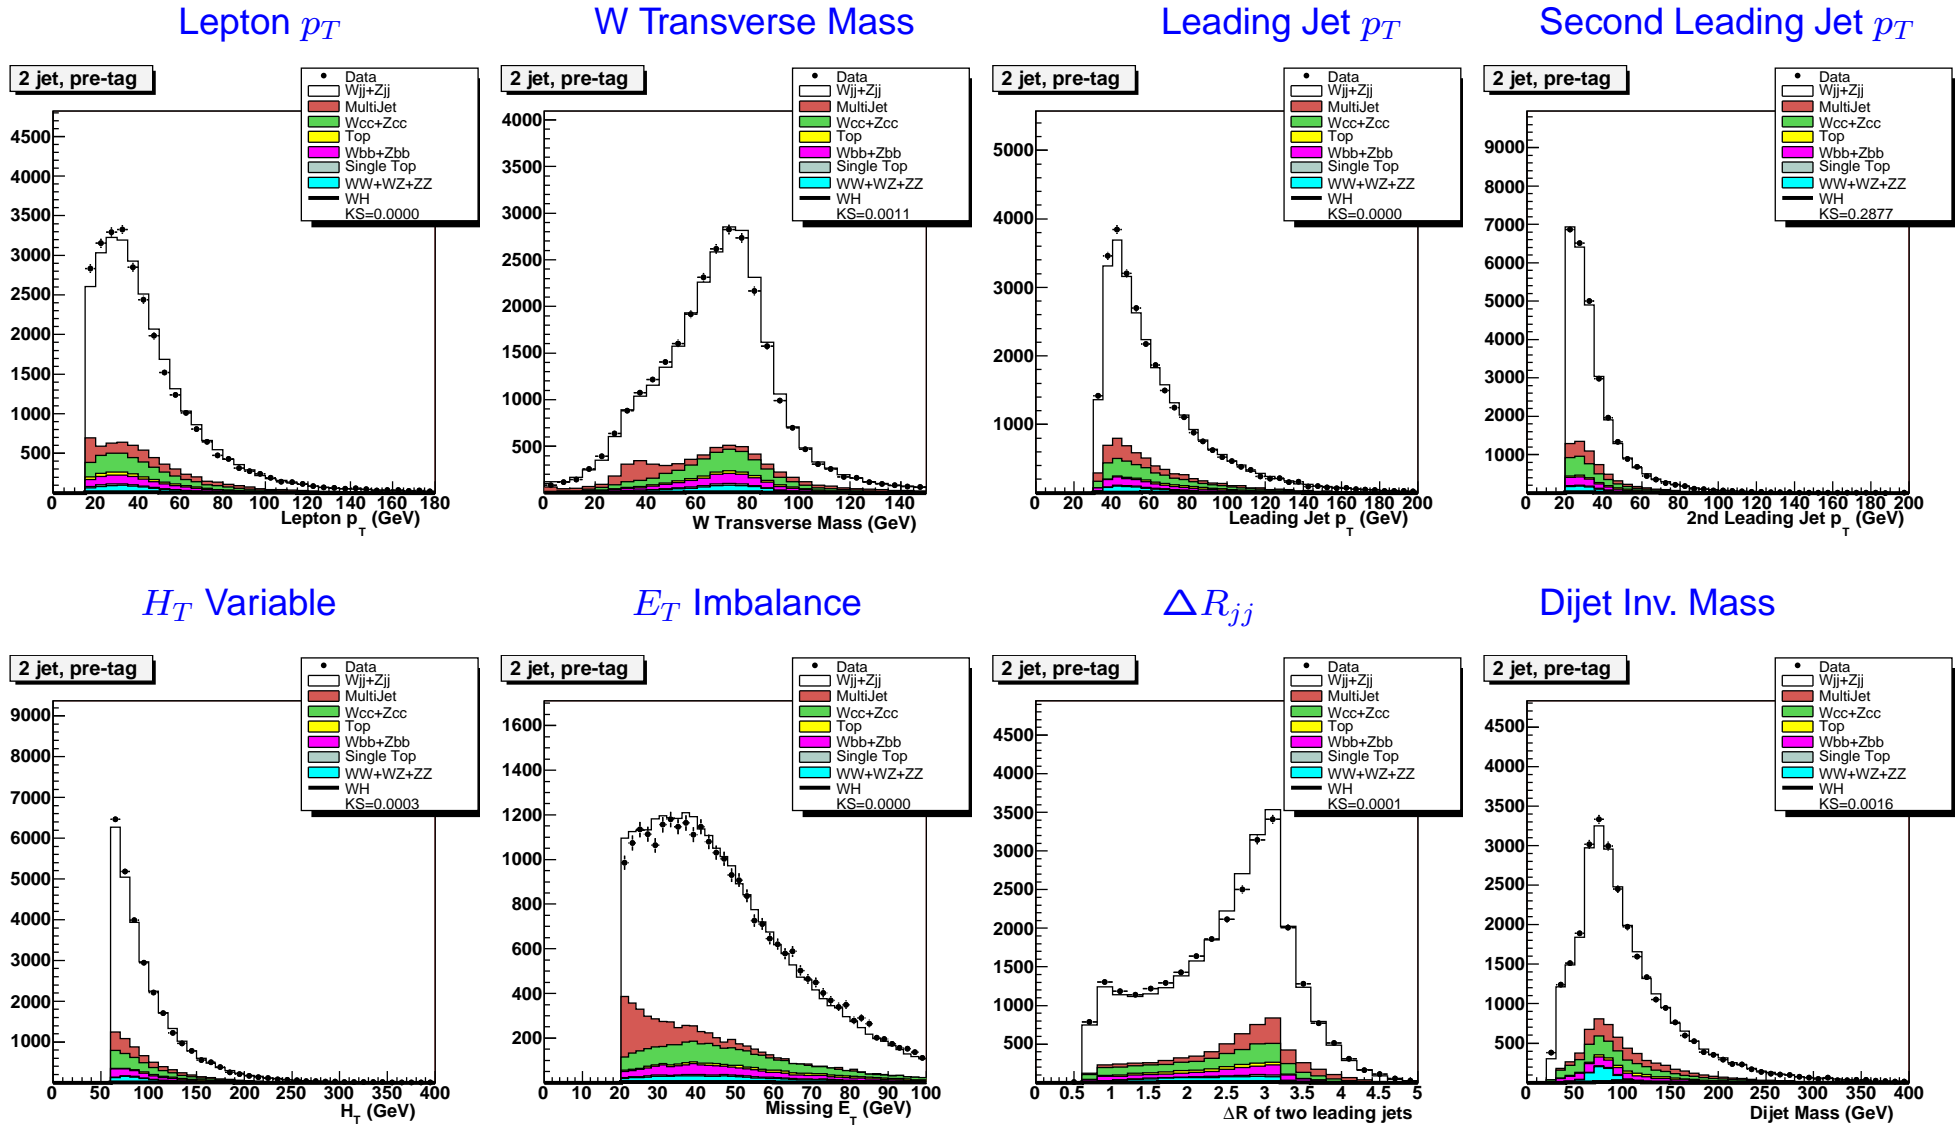 Lepton p_T
W Transverse Mass
Leading Jet p_T
Second Leading Jet p_T
2 jet, pre-tag
Data
Wjj+Zjj
MultiJet
Wcc+Zcc
Top
Wbb+Zbb
Single Top
WW+WZ+ZZ
WH
KS=0.0000
4500
4000
3500
3000
2500
2000
1500
1000
500
0 20 40 60 80 100 120 140 160 180
Lepton p_T (GeV)
2 jet, pre-tag
Data
Wjj+Zjj
MultiJet
Wcc+Zcc
Top
Wbb+Zbb
Single Top
WW+WZ+ZZ
WH
KS=0.0011
4000
3500
3000
2500
2000
1500
1000
500
0 20 40 60 80 100 120 140
W Transverse Mass (GeV)
2 jet, pre-tag
Data
Wjj+Zjj
MultiJet
Wcc+Zcc
Top
Wbb+Zbb
Single Top
WW+WZ+ZZ
WH
KS=0.0000
5000
4000
3000
2000
1000
0
0 20 40 60 80 100 120 140 160 180 200
Leading Jet p_T (GeV)
2 jet, pre-tag
Data
Wjj+Zjj
MultiJet
Wcc+Zcc
Top
Wbb+Zbb
Single Top
WW+WZ+ZZ
WH
KS=0.2877
9000
8000
7000
6000
5000
4000
3000
2000
1000
0
0 20 40 60 80 100 120 140 160 180 200
2nd Leading Jet p_T (GeV)
H_T Variable
E_T Imbalance
ΔR_jj
Dijet Inv. Mass
2 jet, pre-tag
Data
Wjj+Zjj
MultiJet
Wcc+Zcc
Top
Wbb+Zbb
Single Top
WW+WZ+ZZ
WH
KS=0.0003
9000
8000
7000
6000
5000
4000
3000
2000
1000
0
0 50 100 150 200 250 300 350 400
H_T (GeV)
2 jet, pre-tag
Data
Wjj+Zjj
MultiJet
Wcc+Zcc
Top
Wbb+Zbb
Single Top
WW+WZ+ZZ
WH
KS=0.0000
1600
1400
1200
1000
800
600
400
200
0 10 20 30 40 50 60 70 80 90 100
Missing E_T (GeV)
2 jet, pre-tag
Data
Wjj+Zjj
MultiJet
Wcc+Zcc
Top
Wbb+Zbb
Single Top
WW+WZ+ZZ
WH
KS=0.0001
4500
4000
3500
3000
2500
2000
1500
1000
500
0
0 0.5 1 1.5 2 2.5 3 3.5 4 4.5 5
ΔR of two leading jets
2 jet, pre-tag
Data
Wjj+Zjj
MultiJet
Wcc+Zcc
Top
Wbb+Zbb
Single Top
WW+WZ+ZZ
WH
KS=0.0016
4500
4000
3500
3000
2500
2000
1500
1000
500
0
0 50 100 150 200 250 300 350 400
Dijet Mass (GeV)